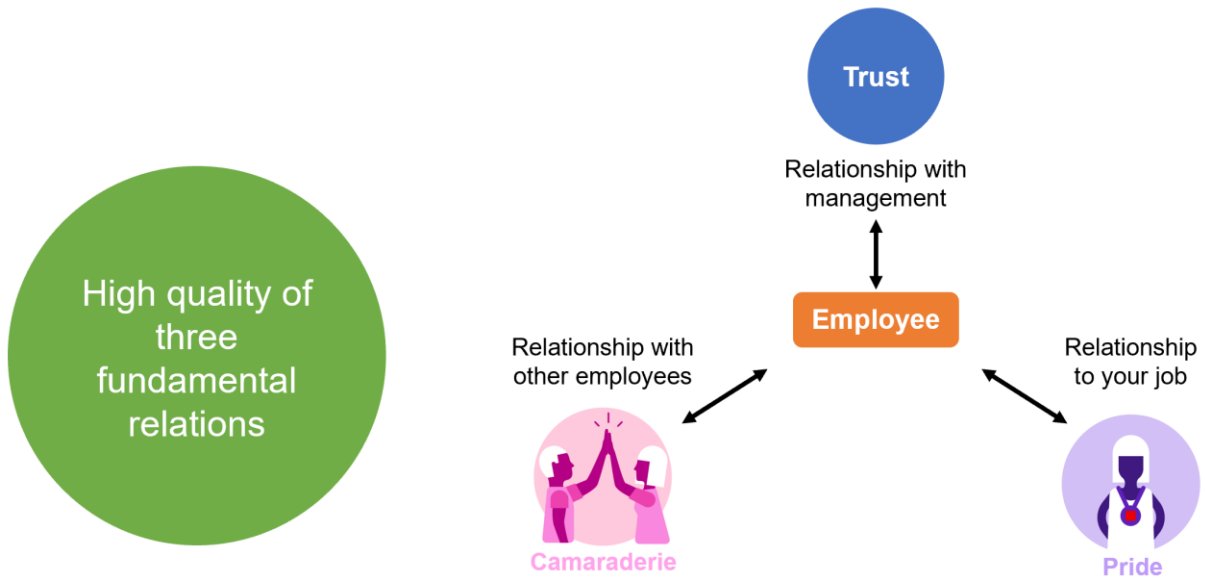 High quality of
three
fundamental
relations
Trust
Relationship with
management
Employee
Relationship with
other employees
Camaraderie
Relationship
to your job
Pride